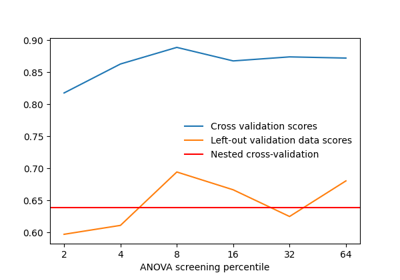 0.90
0.85
0.80
0.75
0.70
0.65
0.60
Cross validation scores
Left-out validation data scores
Nested cross-validation
2 4 8 16 32 64
ANOVA screening percentile